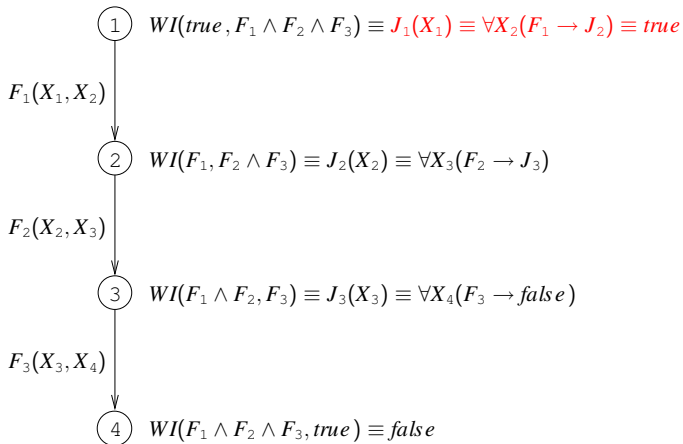 1 WI(true, F₁ ∧ F₂ ∧ F₃) ≡ J₁(X₁) ≡ ∀X₂(F₁ → J₂) ≡ true
F₁(X₁, X₂)
2 WI(F₁, F₂ ∧ F₃) ≡ J₂(X₂) ≡ ∀X₃(F₂ → J₃)
F₂(X₂, X₃)
3 WI(F₁ ∧ F₂, F₃) ≡ J₃(X₃) ≡ ∀X₄(F₃ → false)
F₃(X₃, X₄)
4 WI(F₁ ∧ F₂ ∧ F₃, true) ≡ false